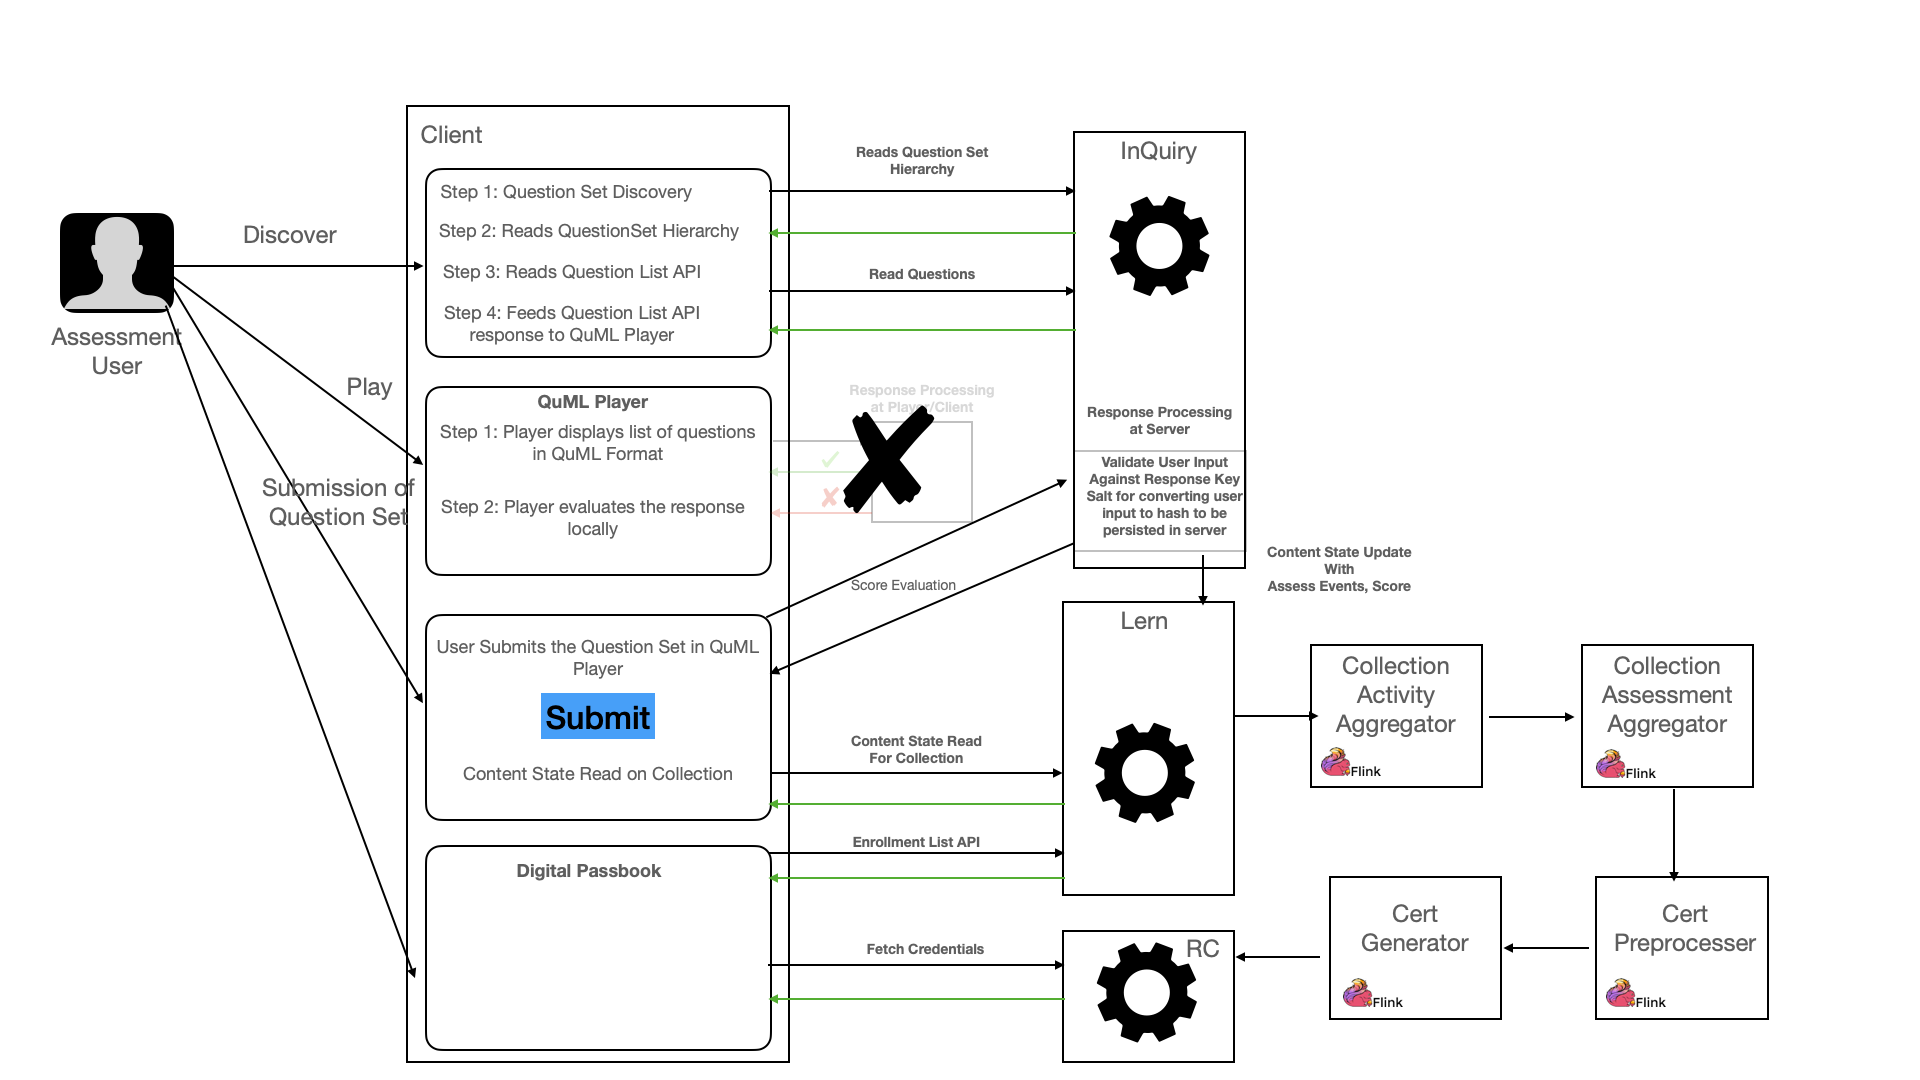 Client
Step 1: Question Set Discovery
Step 2: Reads QuestionSet Hierarchy
Step 3: Reads Question List API
Step 4: Feeds Question List API
response to QuML Player
Assessment
User
Discover
Play
Submission of
Question Set
QuML Player
Step 1: Player displays list of questions
in QuML Format
Step 2: Player evaluates the response
locally
User Submits the Question Set in QuML
Player
Submit
Content State Read on Collection
Digital Passbook
Reads Question Set
Hierarchy
Read Questions
Response Processing
at Player/Client
Score Evaluation
Content State Read
For Collection
Enrollment List API
Fetch Credentials
InQuiry
Response Processing
at Server
Validate User Input
Against Response Key
Salt for converting user
input to hash to be
persisted in server
Content State Update
With
Assess Events, Score
Lern
RC
Collection
Activity
Aggregator
Flink
Collection
Assessment
Aggregator
Flink
Cert
Generator
Flink
Cert
Preprocesser
Flink